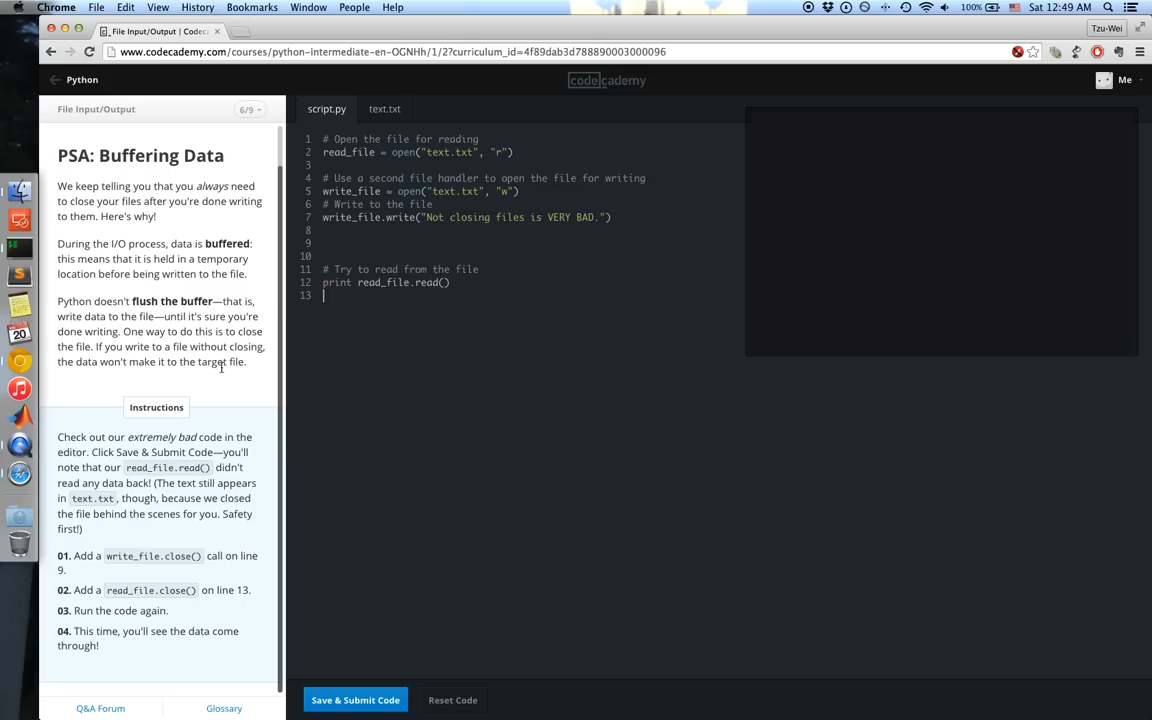 Chrome File Edit View History Bookmarks Window People Help 100% Sat 12:49 AM
File Input/Output | Codec Tzu-Wei
www.codecademy.com/courses/python-intermediate-en-OGNHh/1/2?curriculum_id=4f89dab3d788890003000096
Python codecademy Me
File Input/Output 6/9
script.py text.txt
PSA: Buffering Data
We keep telling you that you always need
to close your files after you're done writing
to them. Here's why!
During the I/O process, data is buffered:
this means that it is held in a temporary
location before being written to the file.
Python doesn't flush the buffer—that is,
write data to the file—until it's sure you're
done writing. One way to do this is to close
the file. If you write to a file without closing,
the data won't make it to the target file.
Instructions
Check out our extremely bad code in the
editor. Click Save & Submit Code—you'll
note that our read_file.read() didn't
read any data back! (The text still appears
in text.txt, though, because we closed
the file behind the scenes for you. Safety
first!)
01. Add a write_file.close() call on line
9.
02. Add a read_file.close() on line 13.
03. Run the code again.
04. This time, you'll see the data come
through!
Q&A Forum Glossary
1 # Open the file for reading
2 read_file = open("text.txt", "r")
3
4 # Use a second file handler to open the file for writing
5 write_file = open("text.txt", "w")
6 # Write to the file
7 write_file.write("Not closing files is VERY BAD.")
8
9
10
11 # Try to read from the file
12 print read_file.read()
13
Save & Submit Code Reset Code
20